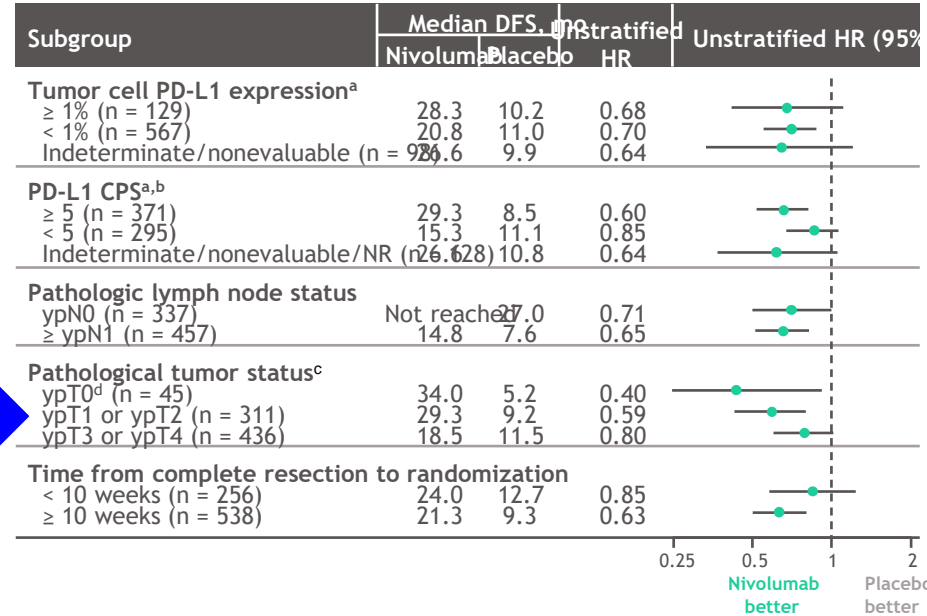 Subgroup Median DFS, mo Unstratified HR Unstratified HR (95%
Nivolumab Placebo
Tumor cell PD-L1 expressionᵃ
≥ 1% (n = 129) 28.3 10.2 0.68
< 1% (n = 567) 20.8 11.0 0.70
Indeterminate/nonevaluable (n = 98) 26.6 9.9 0.64
PD-L1 CPSᵃ,ᵇ
≥ 5 (n = 371) 29.3 8.5 0.60
< 5 (n = 295) 15.3 11.1 0.85
Indeterminate/nonevaluable/NR (n = 128) 26.6 10.8 0.64
Pathologic lymph node status
ypN0 (n = 337) Not reached 27.0 0.71
≥ ypN1 (n = 457) 14.8 7.6 0.65
Pathological tumor statusᶜ
ypT0ᵈ (n = 45) 34.0 5.2 0.40
ypT1 or ypT2 (n = 311) 29.3 9.2 0.59
ypT3 or ypT4 (n = 436) 18.5 11.5 0.80
Time from complete resection to randomization
< 10 weeks (n = 256) 24.0 12.7 0.85
≥ 10 weeks (n = 538) 21.3 9.3 0.63
0.25 0.5 1 2
Nivolumab better
Placebo better